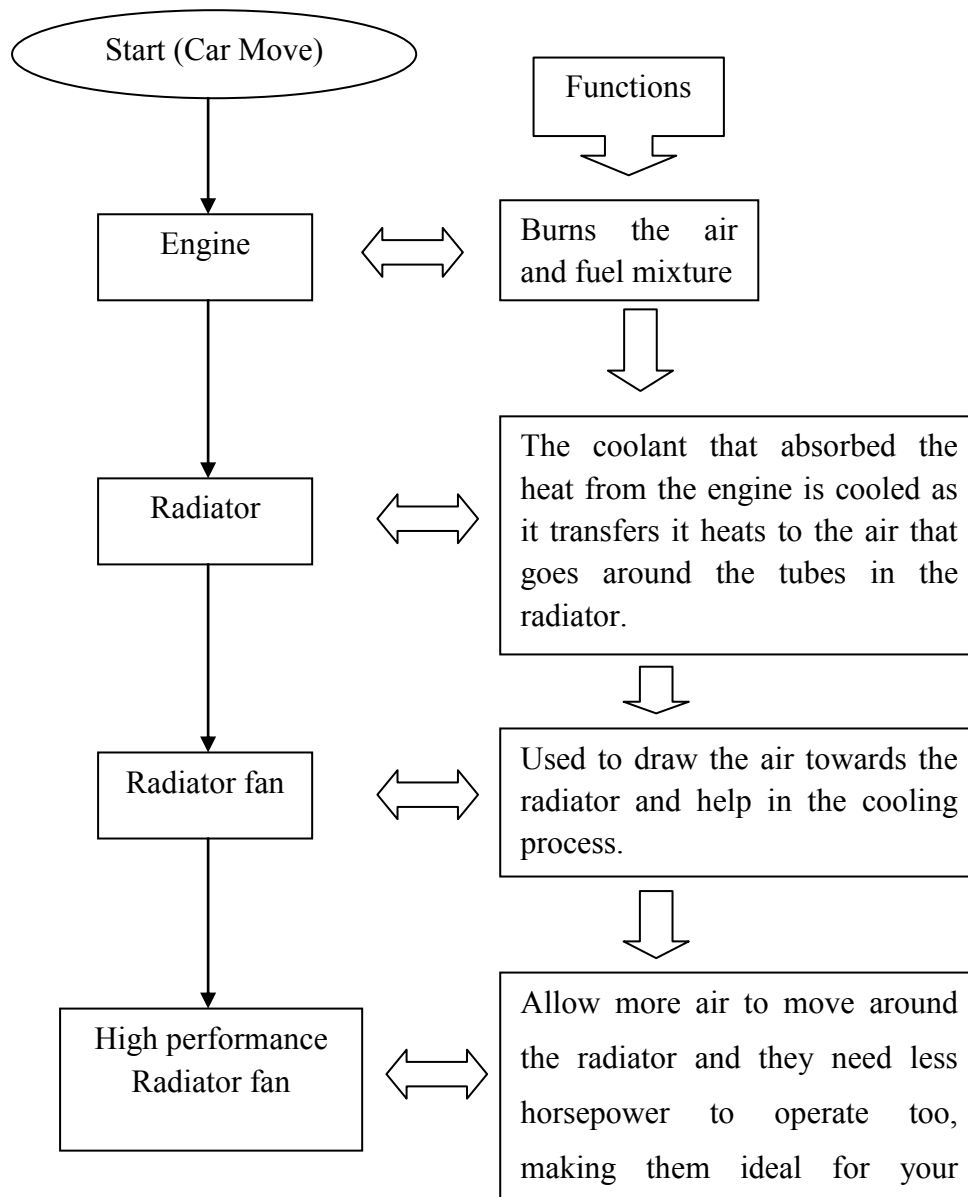 Start (Car Move)
Functions
Engine
Burns the air
and fuel mixture
Radiator
The coolant that absorbed the
heat from the engine is cooled as
it transfers it heats to the air that
goes around the tubes in the
radiator.
Radiator fan
Used to draw the air towards the
radiator and help in the cooling
process.
High performance
Radiator fan
Allow more air to move around
the radiator and they need less
horsepower to operate too,
making them ideal for your